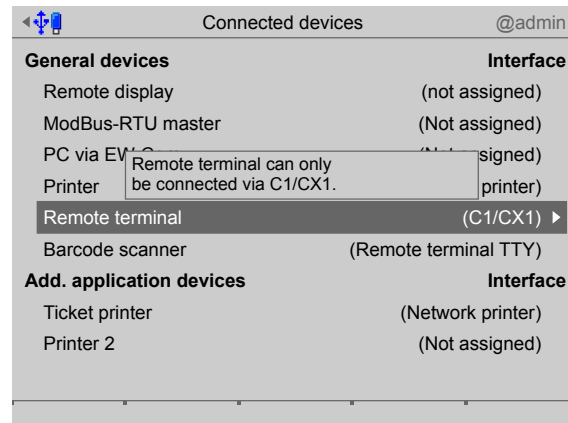 Connected devices @admin
General devices Interface
Remote display (not assigned)
ModBus-RTU master (Not assigned)
PC via EW signed)
Remote terminal can only
be connected via C1/CX1.
Printer printer)
Remote terminal (C1/CX1)
Barcode scanner (Remote terminal TTY)
Add. application devices Interface
Ticket printer (Network printer)
Printer 2 (Not assigned)